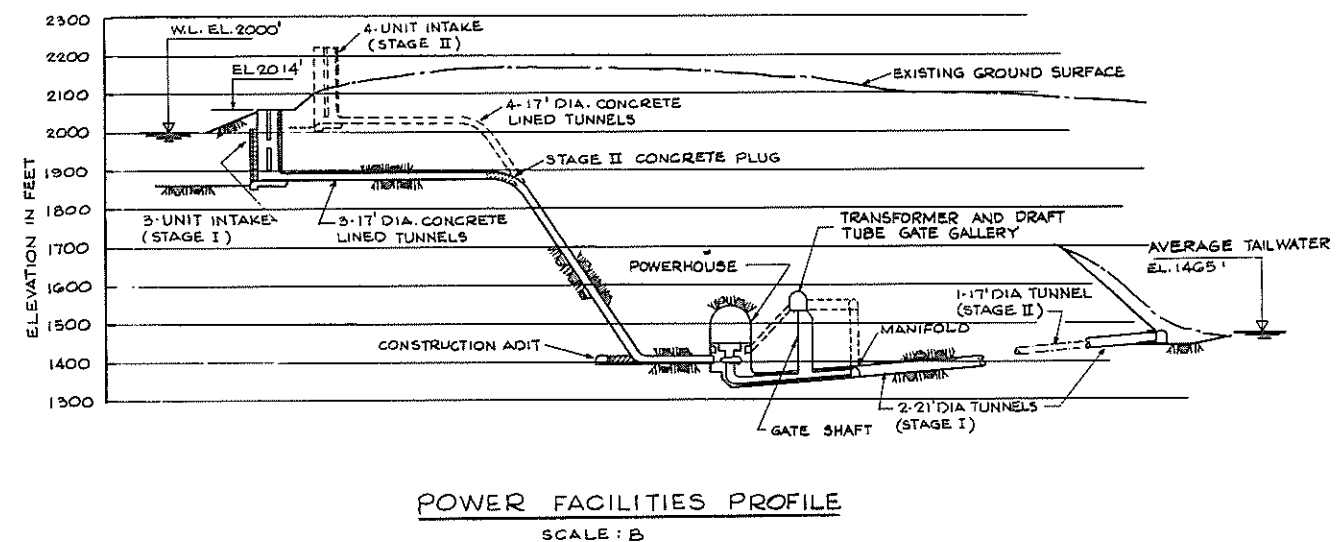 2300
2200
2100
2000
1900
1800
1700
1600
1500
1400
1300
ELEVATION IN FEET
W.L. EL. 2000'
EL 2014'
4-UNIT INTAKE
(STAGE II)
EXISTING GROUND SURFACE
4-17' DIA. CONCRETE
LINED TUNNELS
STAGE II CONCRETE PLUG
3-UNIT INTAKE
(STAGE I)
3-17' DIA. CONCRETE
LINED TUNNELS
TRANSFORMER AND DRAFT
TUBE GATE GALLERY
POWERHOUSE
AVERAGE TAILWATER
EL. 1465'
1-17' DIA TUNNEL
(STAGE II)
MANIFOLD
CONSTRUCTION ADIT
2-21' DIA TUNNELS
(STAGE I)
GATE SHAFT
POWER FACILITIES PROFILE
SCALE: B